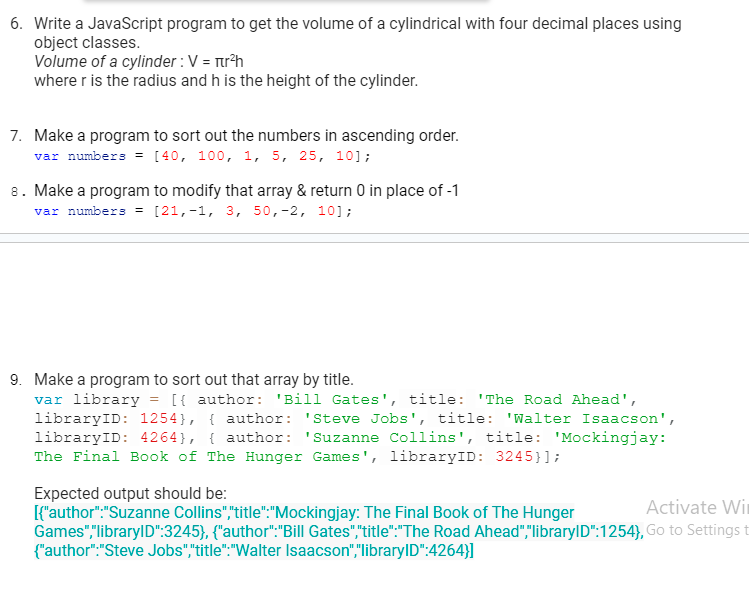 6. Write a JavaScript program to get the volume of a cylindrical with four decimal places using
object classes.
Volume of a cylinder : V = πr²h
where r is the radius and h is the height of the cylinder.
7. Make a program to sort out the numbers in ascending order.
var numbers = [40, 100, 1, 5, 25, 10];
8. Make a program to modify that array & return 0 in place of -1
var numbers = [21,-1, 3, 50,-2, 10];
9. Make a program to sort out that array by title.
var library = [{ author: 'Bill Gates', title: 'The Road Ahead',
libraryID: 1254}, { author: 'Steve Jobs', title: 'Walter Isaacson',
libraryID: 4264}, { author: 'Suzanne Collins', title: 'Mockingjay:
The Final Book of The Hunger Games', libraryID: 3245}];
Expected output should be:
[{"author":"Suzanne Collins","title":"Mockingjay: The Final Book of The Hunger
Games","libraryID":3245}, {"author":"Bill Gates","title":"The Road Ahead","libraryID":1254},
{"author":"Steve Jobs","title":"Walter Isaacson","libraryID":4264}]
Activate Wi
Go to Settings t